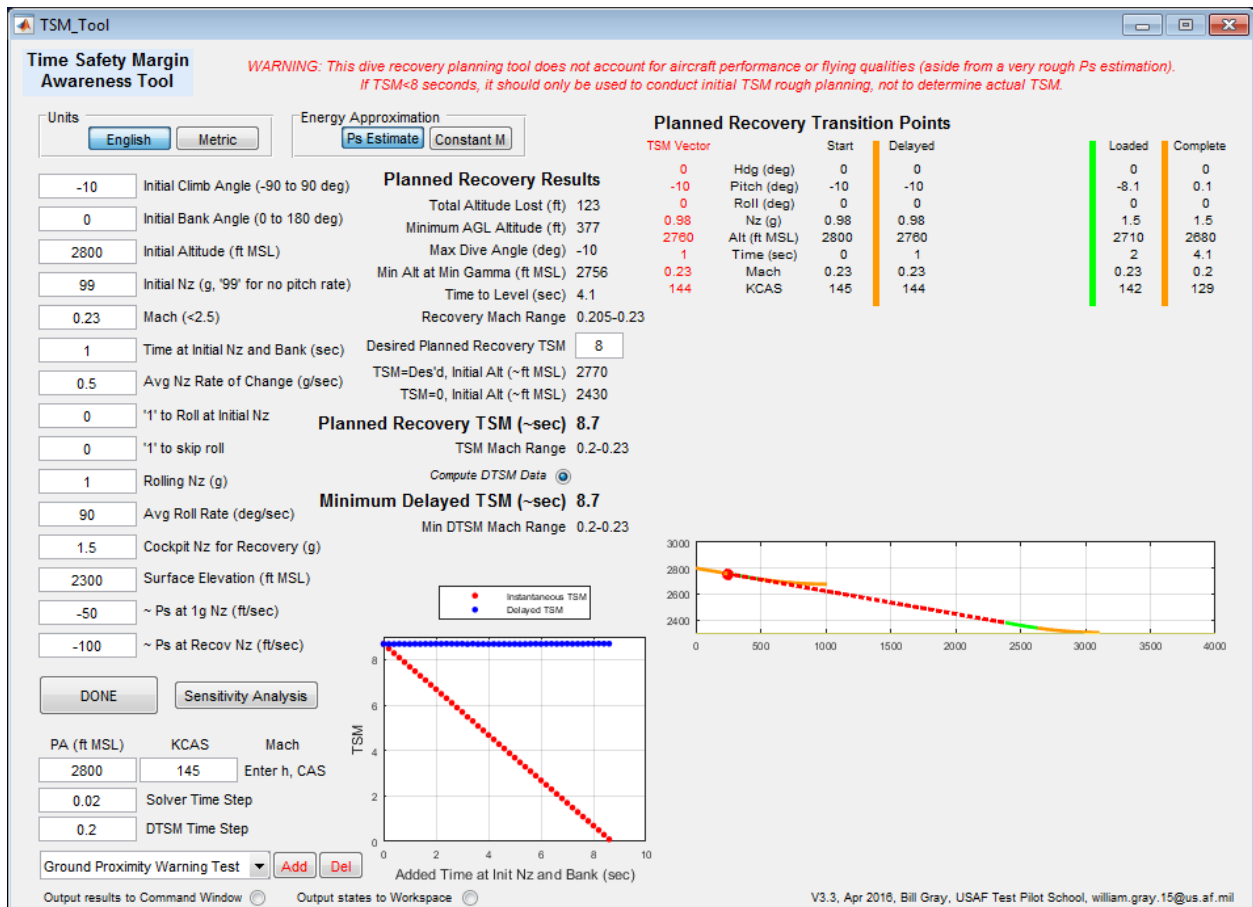 TSM_Tool
Time Safety Margin
Awareness Tool
WARNING: This dive recovery planning tool does not account for aircraft performance or flying qualities (aside from a very rough Ps estimation).
If TSM<8 seconds, it should only be used to conduct initial TSM rough planning, not to determine actual TSM.
Units
English Metric
Energy Approximation
Ps Estimate Constant M
-10 Initial Climb Angle (-90 to 90 deg)
0 Initial Bank Angle (0 to 180 deg)
2800 Initial Altitude (ft MSL)
99 Initial Nz (g, '99' for no pitch rate)
0.23 Mach (<2.5)
1 Time at Initial Nz and Bank (sec)
0.5 Avg Nz Rate of Change (g/sec)
0 '1' to Roll at Initial Nz
0 '1' to skip roll
1 Rolling Nz (g)
90 Avg Roll Rate (deg/sec)
1.5 Cockpit Nz for Recovery (g)
2300 Surface Elevation (ft MSL)
-50 ~ Ps at 1g Nz (ft/sec)
-100 ~ Ps at Recov Nz (ft/sec)
DONE Sensitivity Analysis
PA (ft MSL) KCAS Mach
2800 145 Enter h, CAS
0.02 Solver Time Step
0.2 DTSM Time Step
Ground Proximity Warning Test Add Del
Output results to Command Window Output states to Workspace
Planned Recovery Results
Total Altitude Lost (ft) 123
Minimum AGL Altitude (ft) 377
Max Dive Angle (deg) -10
Min Alt at Min Gamma (ft MSL) 2756
Time to Level (sec) 4.1
Recovery Mach Range 0.205-0.23
Desired Planned Recovery TSM 8
TSM=Des'd, Initial Alt (~ft MSL) 2770
TSM=0, Initial Alt (~ft MSL) 2430
Planned Recovery TSM (~sec) 8.7
TSM Mach Range 0.2-0.23
Compute DTSM Data
Minimum Delayed TSM (~sec) 8.7
Min DTSM Mach Range 0.2-0.23
Instantaneous TSM
Delayed TSM
TSM
8
6
4
2
0
0 2 4 6 8 10
Added Time at Init Nz and Bank (sec)
Planned Recovery Transition Points
TSM Vector Start Delayed Loaded Complete
0 Hdg (deg) 0 0 0 0
-10 Pitch (deg) -10 -10 -8.1 0.1
0 Roll (deg) 0 0 0 0
0.98 Nz (g) 0.98 0.98 1.5 1.5
2760 Alt (ft MSL) 2800 2760 2710 2680
1 Time (sec) 0 1 2 4.1
0.23 Mach 0.23 0.23 0.23 0.2
144 KCAS 145 144 142 129
3000
2800
2600
2400
0 500 1000 1500 2000 2500 3000 3500 4000
V3.3, Apr 2016, Bill Gray, USAF Test Pilot School, william.gray.15@us.af.mil